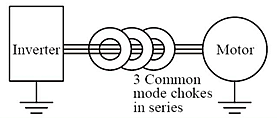 Inverter
Motor
3 Common
mode chokes
in series